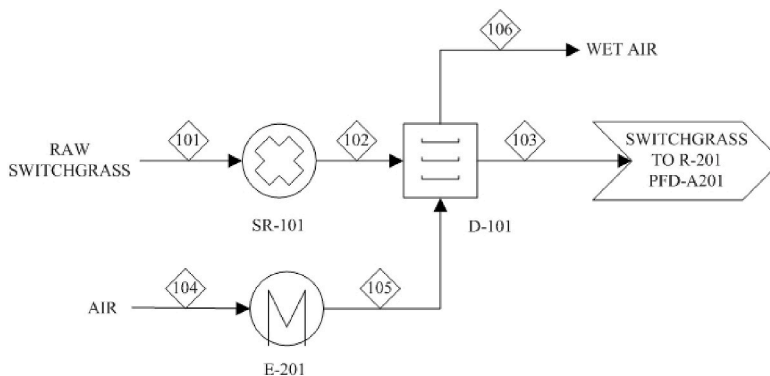 106
WET AIR
RAW
SWITCHGRASS
101
102
103
SWITCHGRASS
TO R-201
PFD-A201
SR-101
D-101
AIR
104
105
E-201